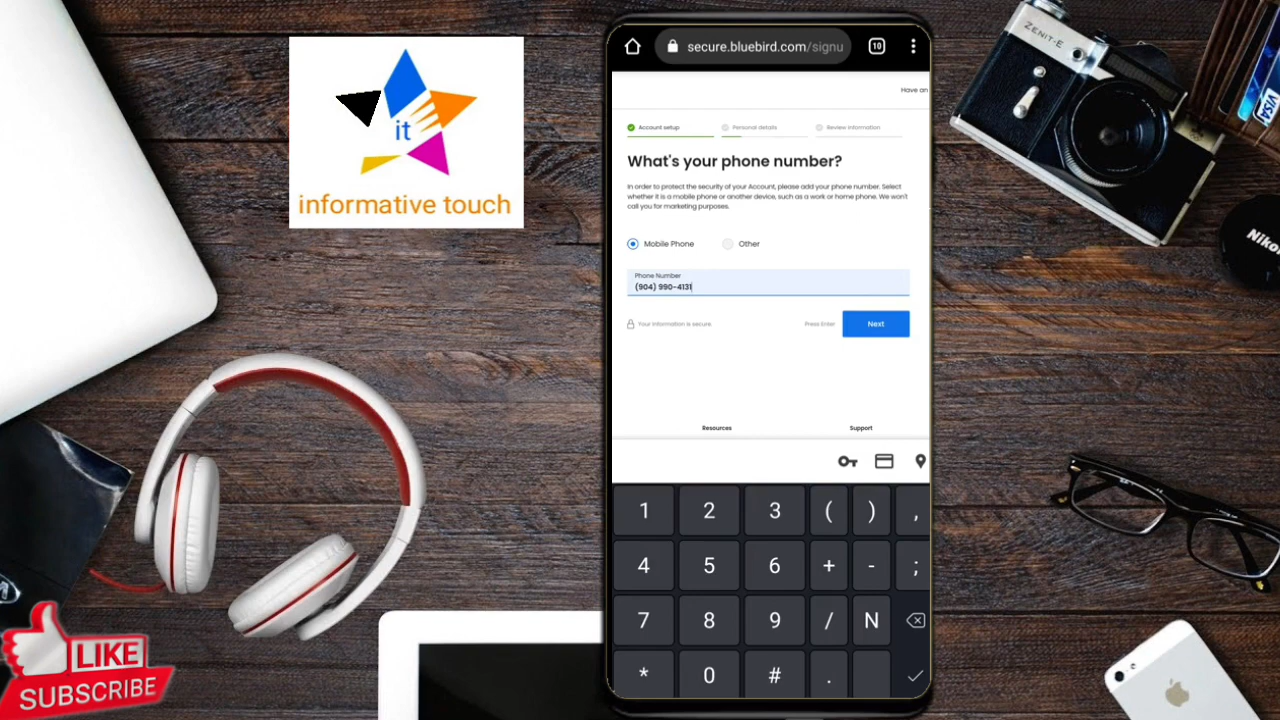 it
informative touch
LIKE
SUBSCRIBE
secure.bluebird.com/signu
10
Have an
Account setup
Personal details
Review information
What's your phone number?
In order to protect the security of your Account, please add your phone number. Select
whether it is a mobile phone or another device, such as a work or home phone. We won't
call you for marketing purposes.
Mobile Phone
Other
Phone Number
(904) 990-4131
Your information is secure.
Press Enter
Next
Resources
Support
1 2 3 ( ) ,
4 5 6 + - ;
7 8 9 / N
* 0 # .
ZENIT-E
VISA
Nikon